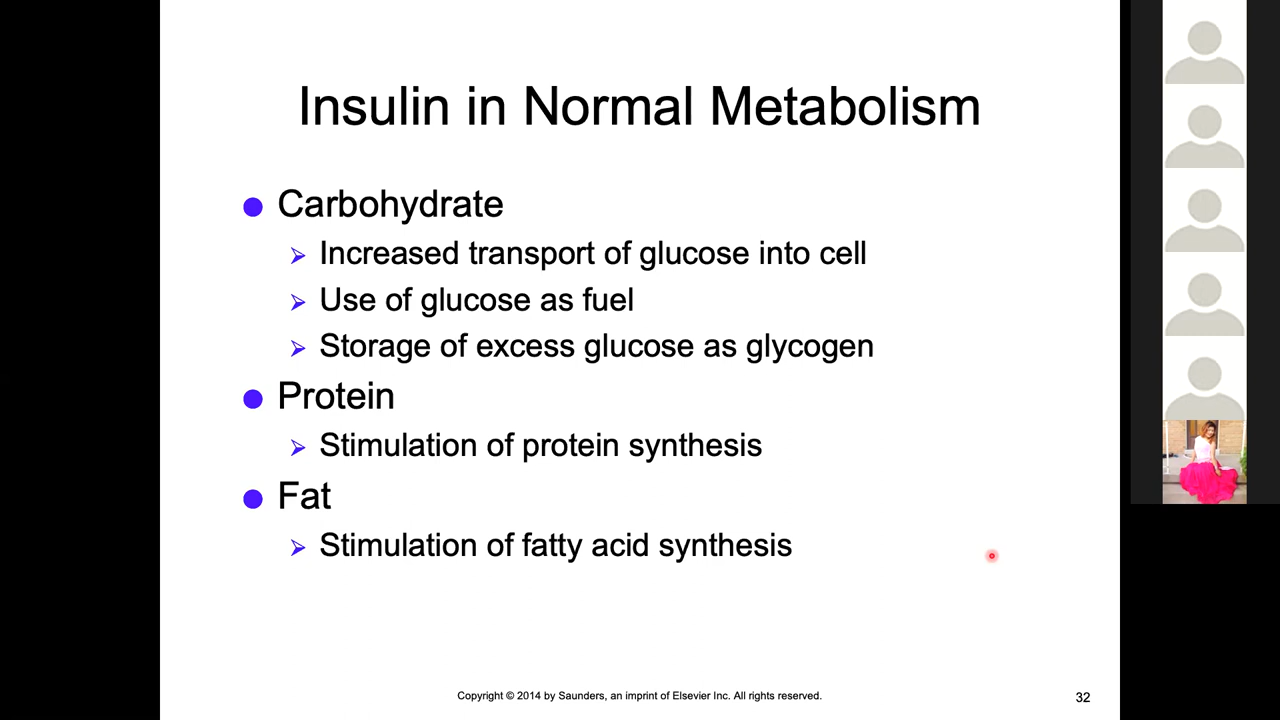 Insulin in Normal Metabolism
Carbohydrate
Increased transport of glucose into cell
Use of glucose as fuel
Storage of excess glucose as glycogen
Protein
Stimulation of protein synthesis
Fat
Stimulation of fatty acid synthesis
Copyright © 2014 by Saunders, an imprint of Elsevier Inc. All rights reserved.
32